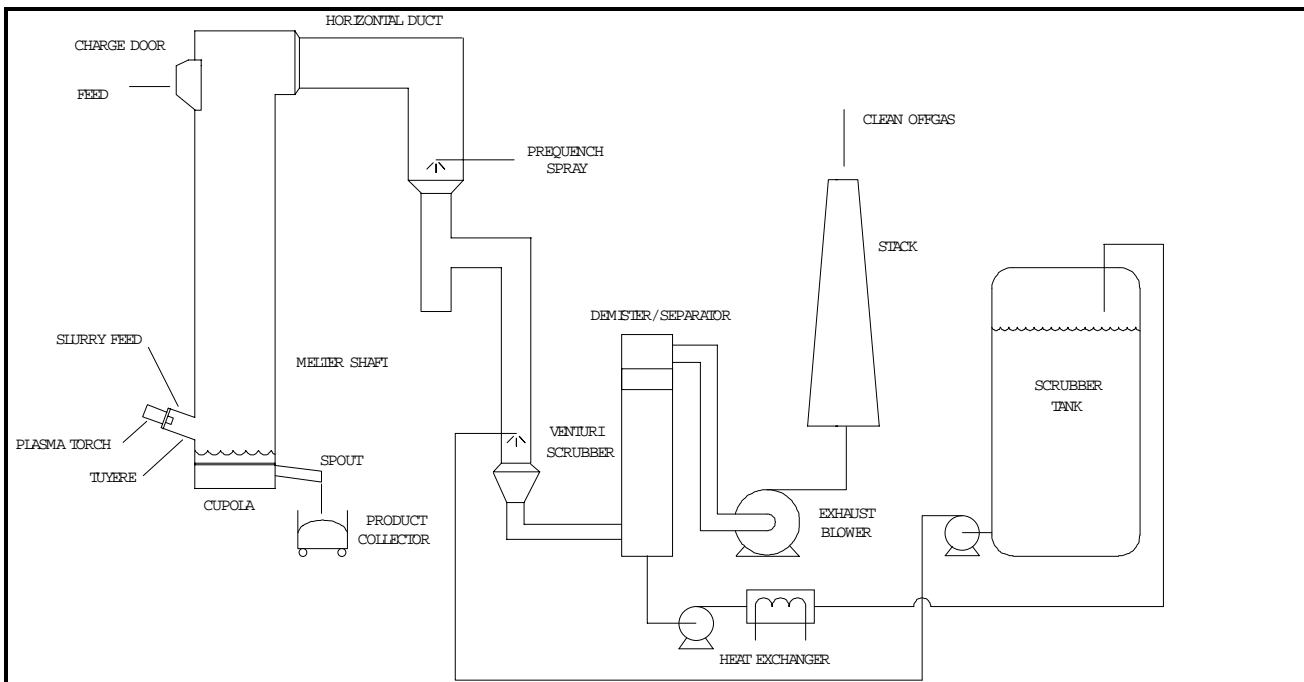 HORIZONTAL DUCT
CHARGE DOOR
FEED
CLEAN OFFGAS
PREQUENCH
SPRAY
STACK
DEMISTER/SEPARATOR
SLURRY FEED
MELTER SHAFT
SCRUBBER
TANK
PLASMA TORCH
VENTURI
SCRUBBER
TUYERE
SPOUT
CUPOLA
PRODUCT
COLLECTOR
EXHAUST
BLOWER
HEAT EXCHANGER